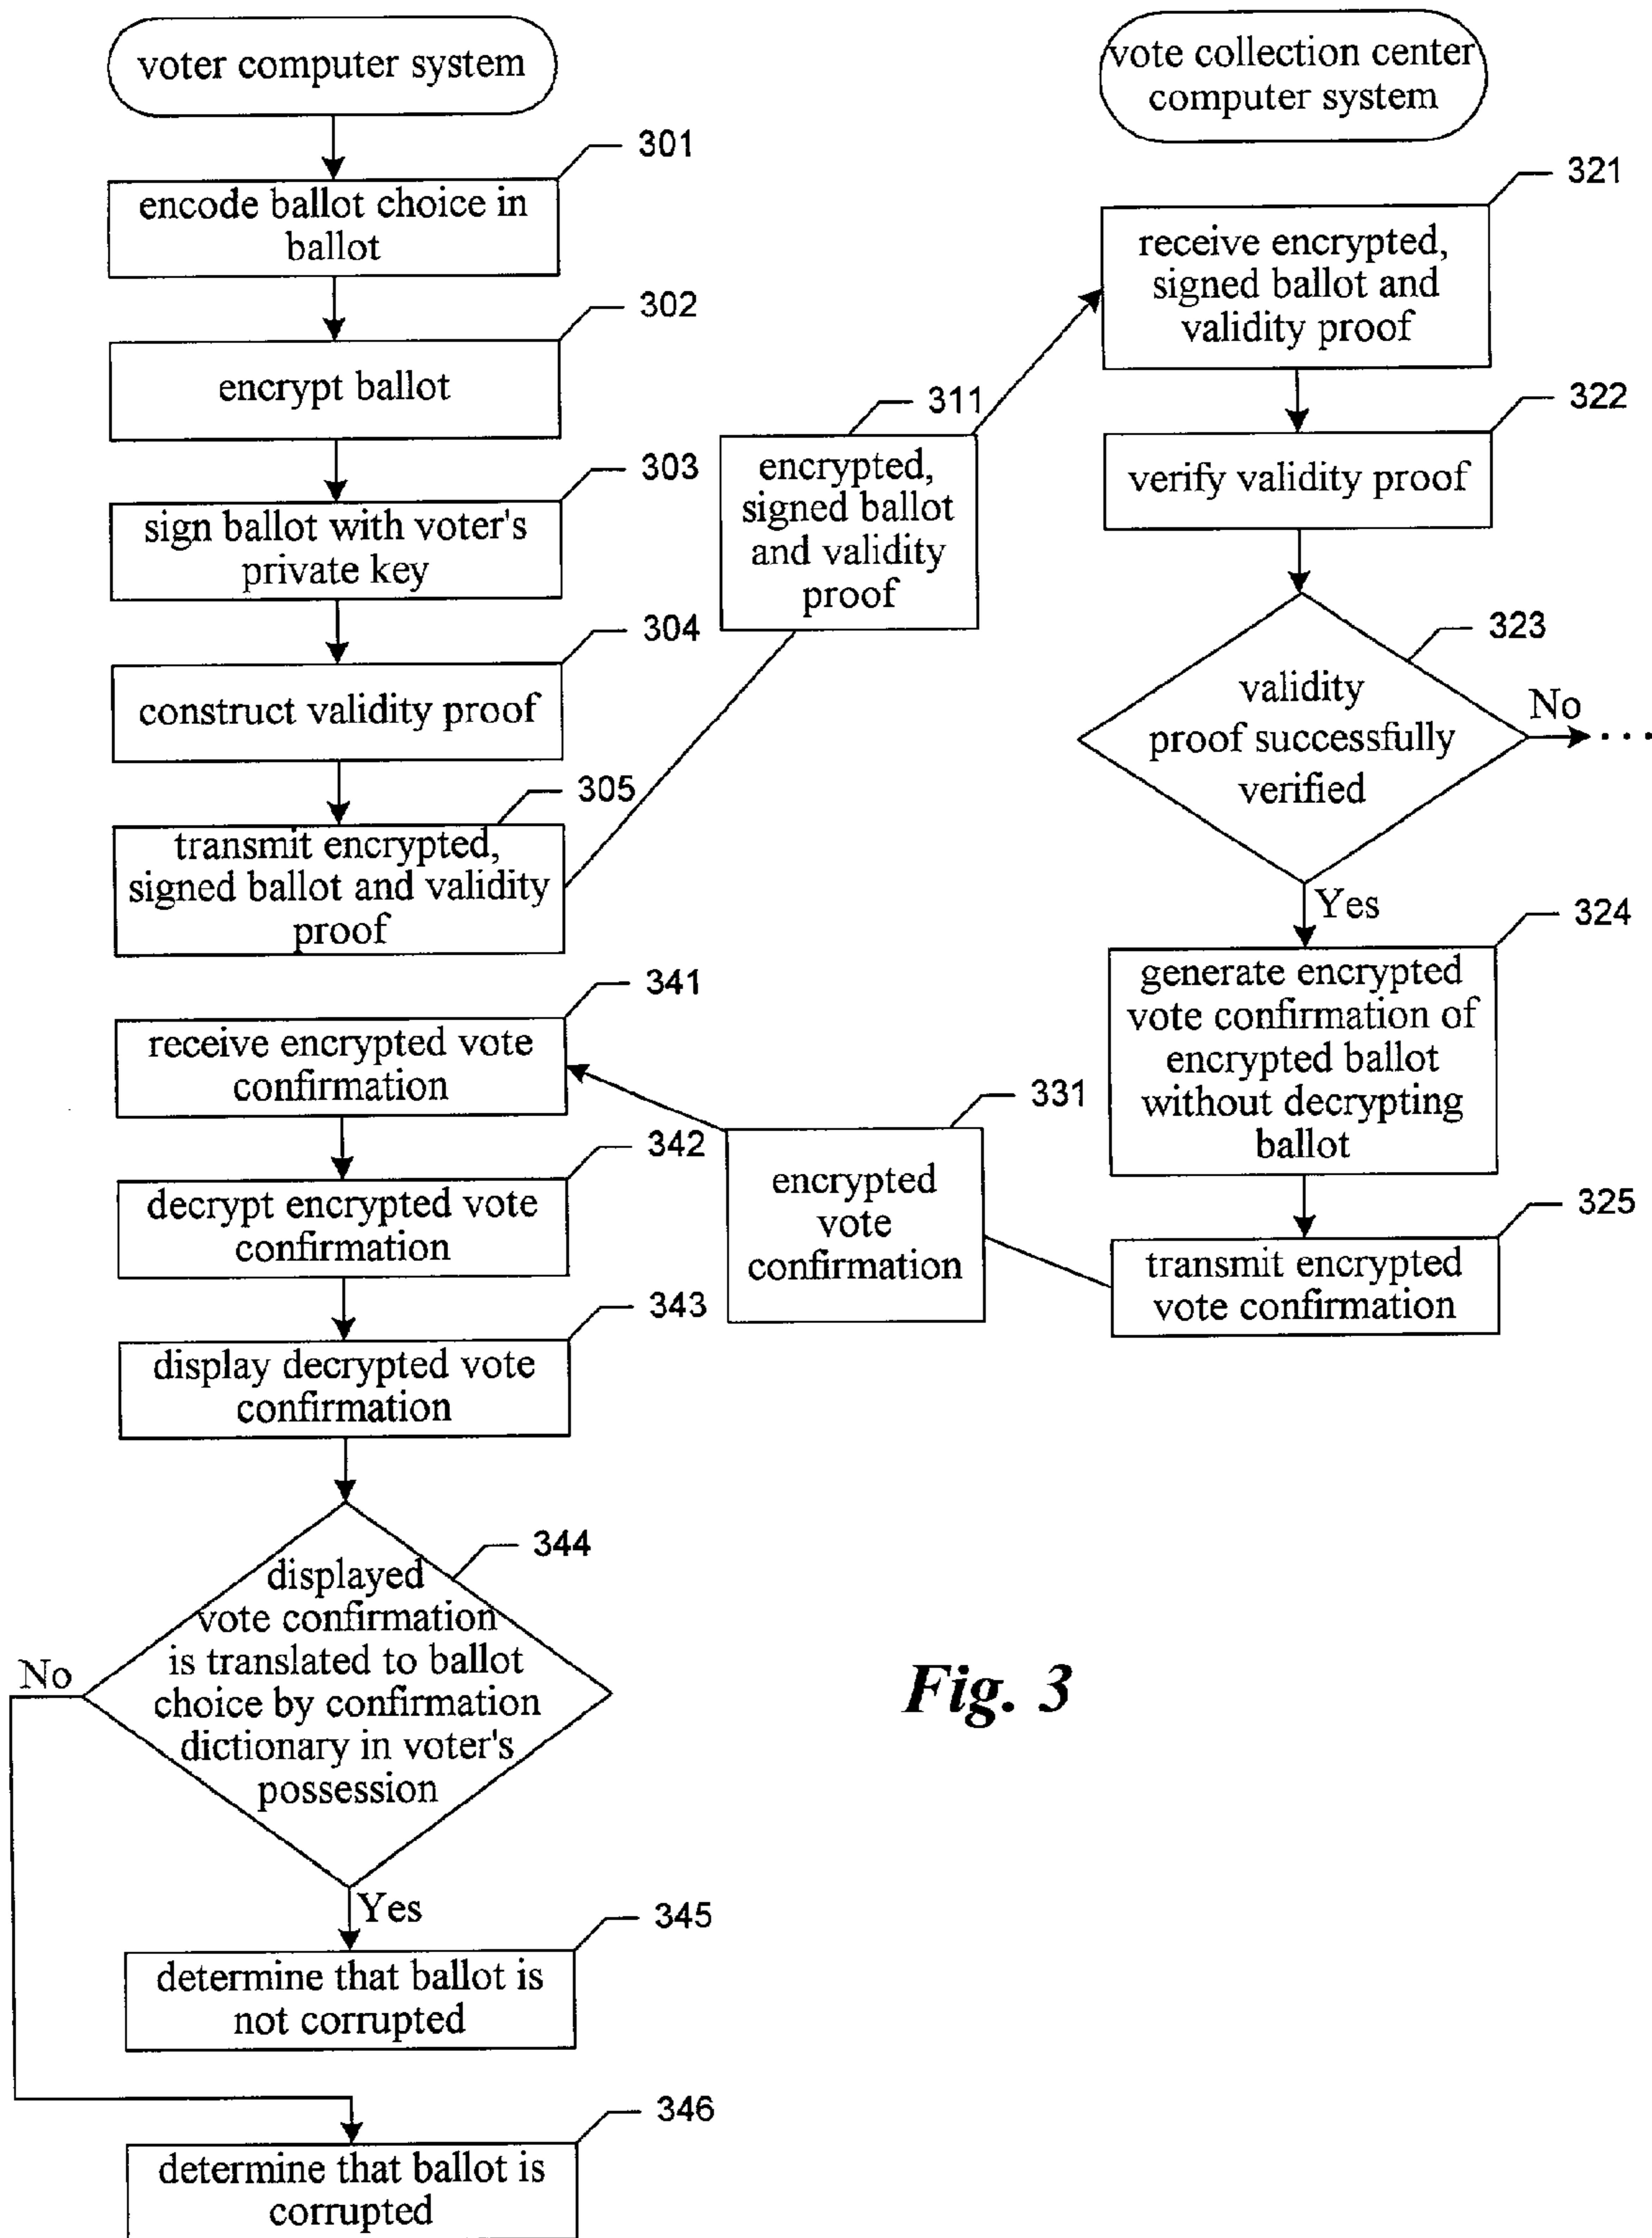 voter computer system
301
encode ballot choice in
ballot
302
encrypt ballot
303
sign ballot with voter's
private key
304
construct validity proof
305
transmit encrypted,
signed ballot and validity
proof
311
encrypted,
signed ballot
and validity
proof
vote collection center
computer system
321
receive encrypted,
signed ballot and
validity proof
322
verify validity proof
323
validity
proof successfully
verified
No
...
Yes
324
generate encrypted
vote confirmation of
encrypted ballot
without decrypting
ballot
325
transmit encrypted
vote confirmation
331
encrypted
vote
confirmation
341
receive encrypted vote
confirmation
342
decrypt encrypted vote
confirmation
343
display decrypted vote
confirmation
344
displayed
vote confirmation
is translated to ballot
choice by confirmation
dictionary in voter's
possession
No
Yes
345
determine that ballot is
not corrupted
346
determine that ballot is
corrupted
Fig. 3